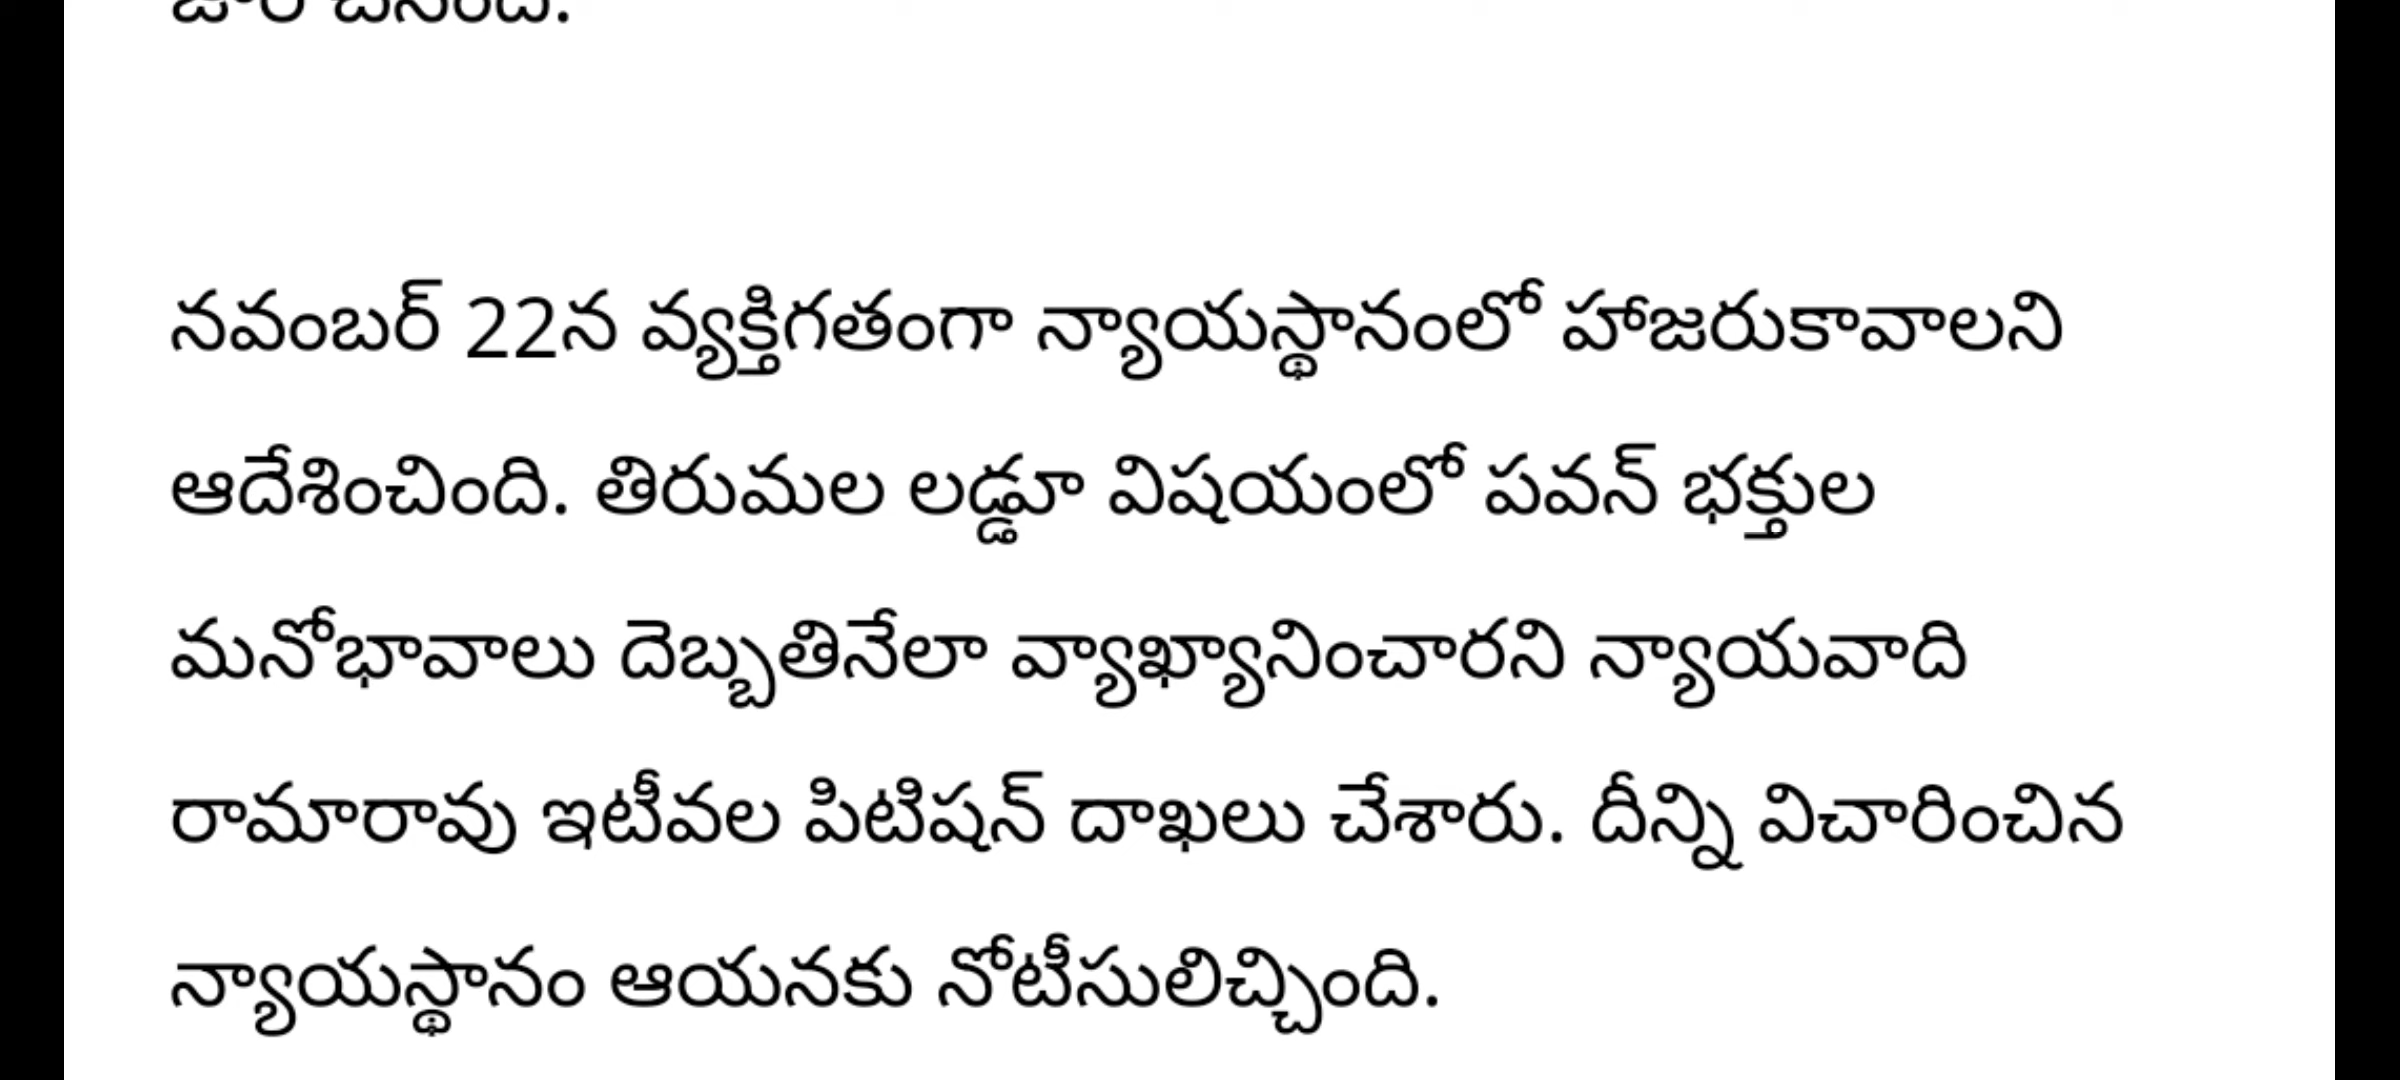 నవంబర్ 22న వ్యక్తిగతంగా న్యాయస్థానంలో హాజరుకావాలని
ఆదేశించింది. తిరుమల లడ్డూ విషయంలో పవన్ భక్తుల
మనోభావాలు దెబ్బతినేలా వ్యాఖ్యానించారని న్యాయవాది
రామారావు ఇటీవల పిటిషన్ దాఖలు చేశారు. దీన్ని విచారించిన
న్యాయస్థానం ఆయనకు నోటీసులిచ్చింది.